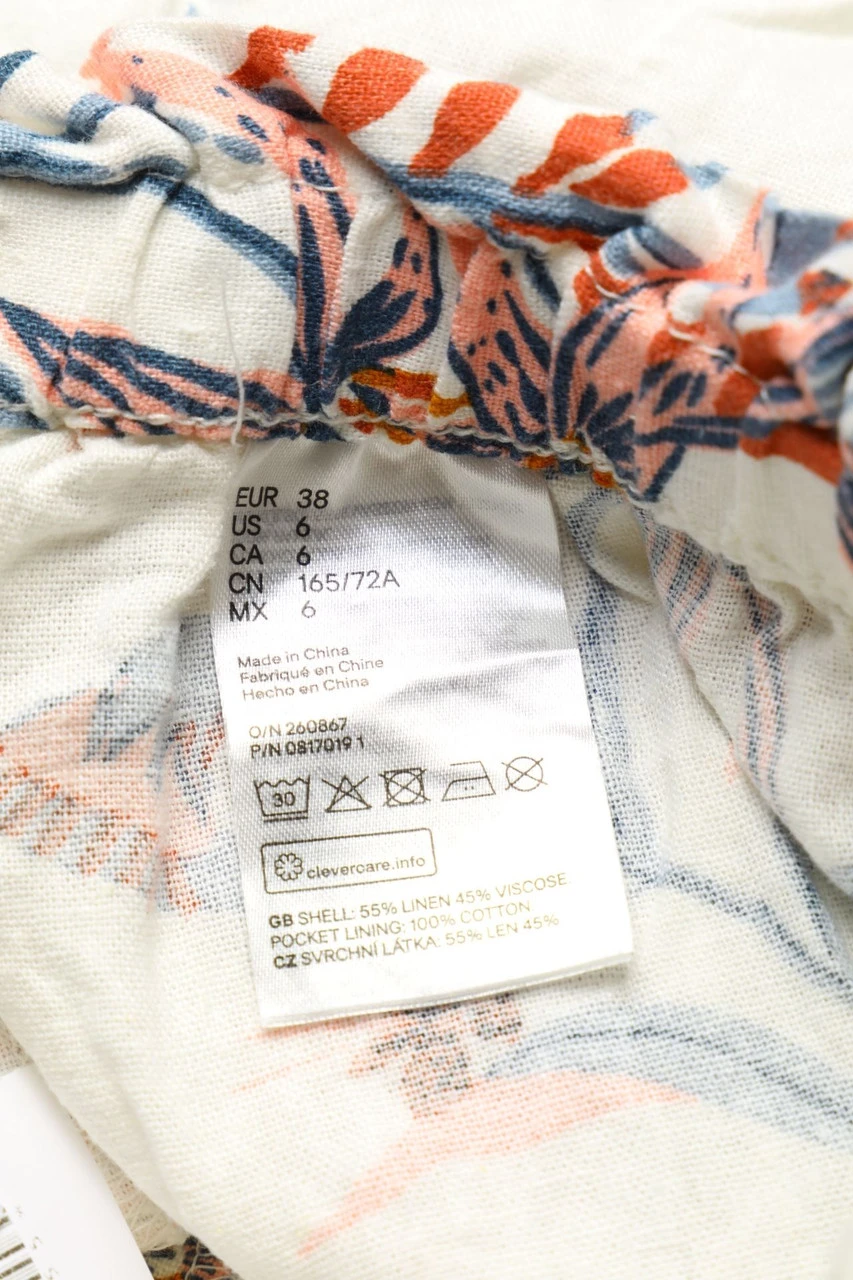 EUR 38
US 6
CA 6
CN 165/72A
MX 6
Made in China
Fabriqué en Chine
Hecho en China
O/N 260867
P/N 0817019 1
30
clevercare.info
GB SHELL: 55% LINEN 45% VISCOSE
POCKET LINING: 100% COTTON
CZ SVRCHNÍ LÁTKA: 55% LEN 45%